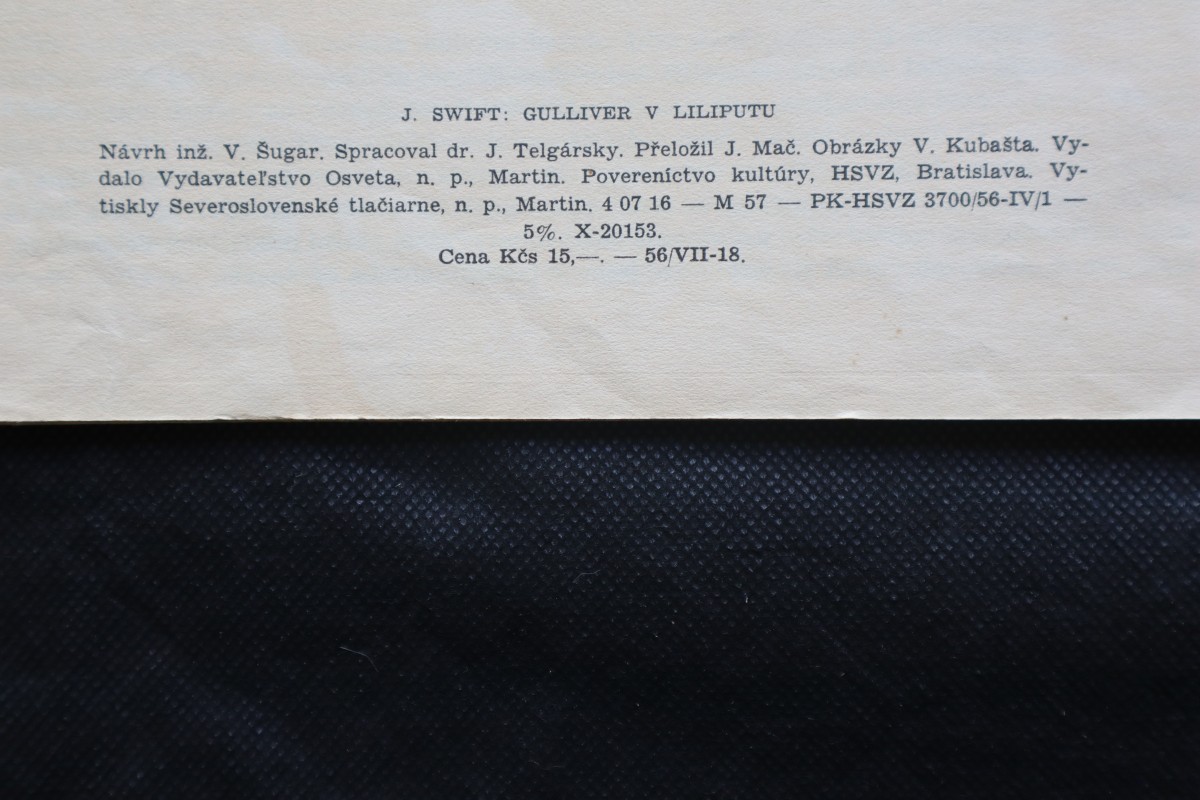 J. SWIFT: GULLIVER V LILIPUTU
Návrh inž. V. Šugar. Spracoval dr. J. Telgársky. Přeložil J. Mač. Obrázky V. Kubašta. Vy-
dalo Vydavateľstvo Osveta, n. p., Martin. Povereníctvo kultúry, HSVZ, Bratislava. Vy-
tiskly Severoslovenské tlačiarne, n. p., Martin. 4 07 16 — M 57 — PK-HSVZ 3700/56-IV/1 —
5%. X-20153.
Cena Kčs 15,—. — 56/VII-18.